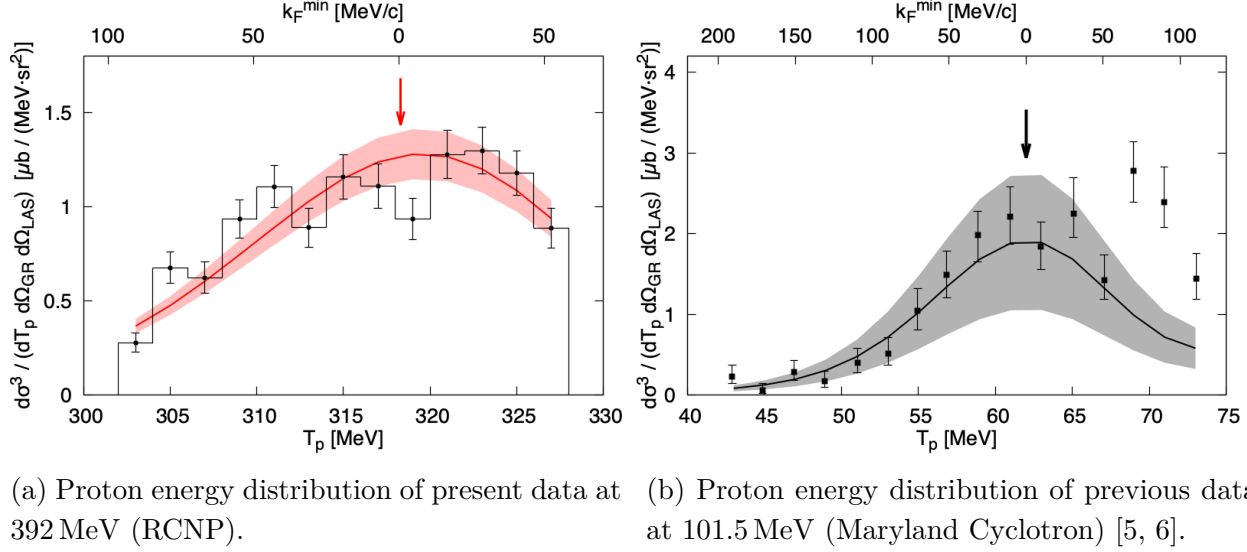 k_F^min [MeV/c]
100 50 0 50
dσ³ / (dT_p dΩ_GR dΩ_LAS) [μb / (MeV·sr²)]
1.5
1
0.5
0
300 305 310 315 320 325 330
T_p [MeV]
(a) Proton energy distribution of present data at
392 MeV (RCNP).
k_F^min [MeV/c]
200 150 100 50 0 50 100
dσ³ / (dT_p dΩ_GR dΩ_LAS) [μb / (MeV·sr²)]
4
3
2
1
0
40 45 50 55 60 65 70 75
T_p [MeV]
(b) Proton energy distribution of previous data
at 101.5 MeV (Maryland Cyclotron) [5, 6].